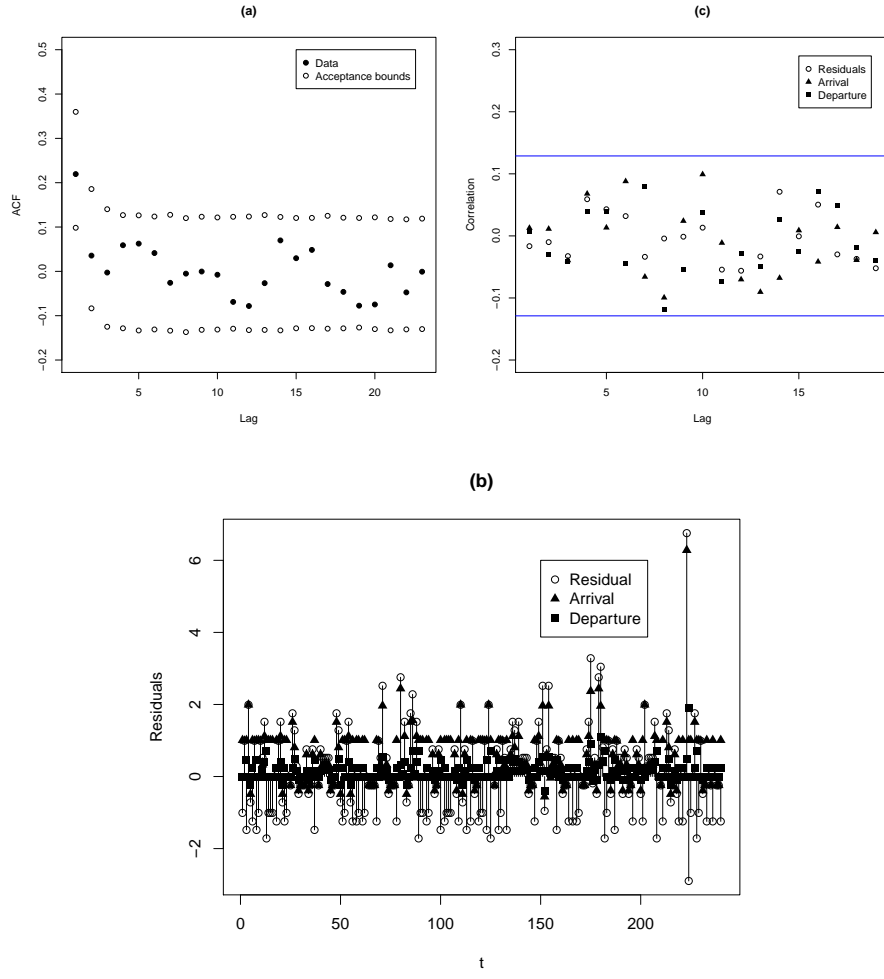 (a)
0.5
0.4
0.3
0.2
0.1
0.0
−0.1
−0.2
ACF
Data
Acceptance bounds
5
10
15
20
Lag
(c)
0.3
0.2
0.1
0.0
−0.1
−0.2
Correlation
Residuals
Arrival
Departure
5
10
15
Lag
(b)
6
4
2
0
−2
Residuals
Residual
Arrival
Departure
0
50
100
150
200
t